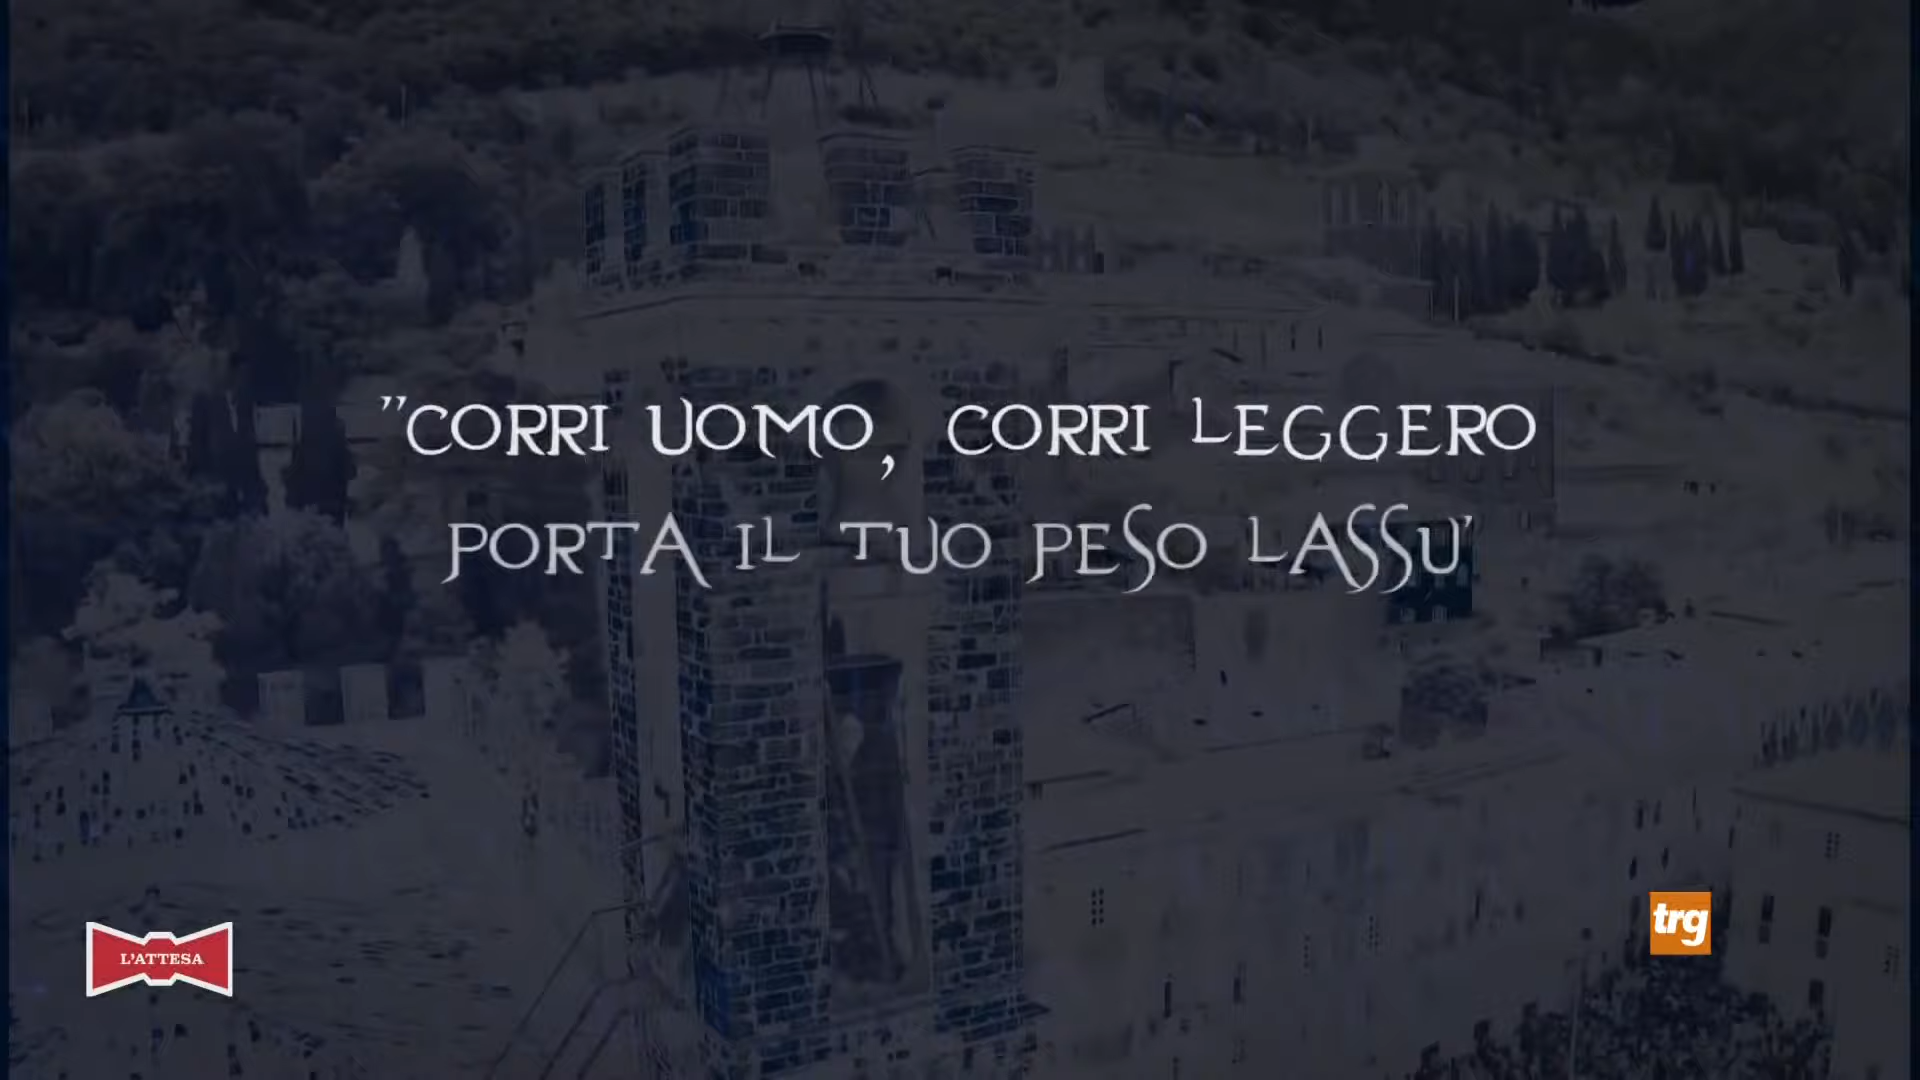 "CORRI UOMO, CORRI LEGGERO
PORTA IL TUO PESO LASSU'
L'ATTESA
trg